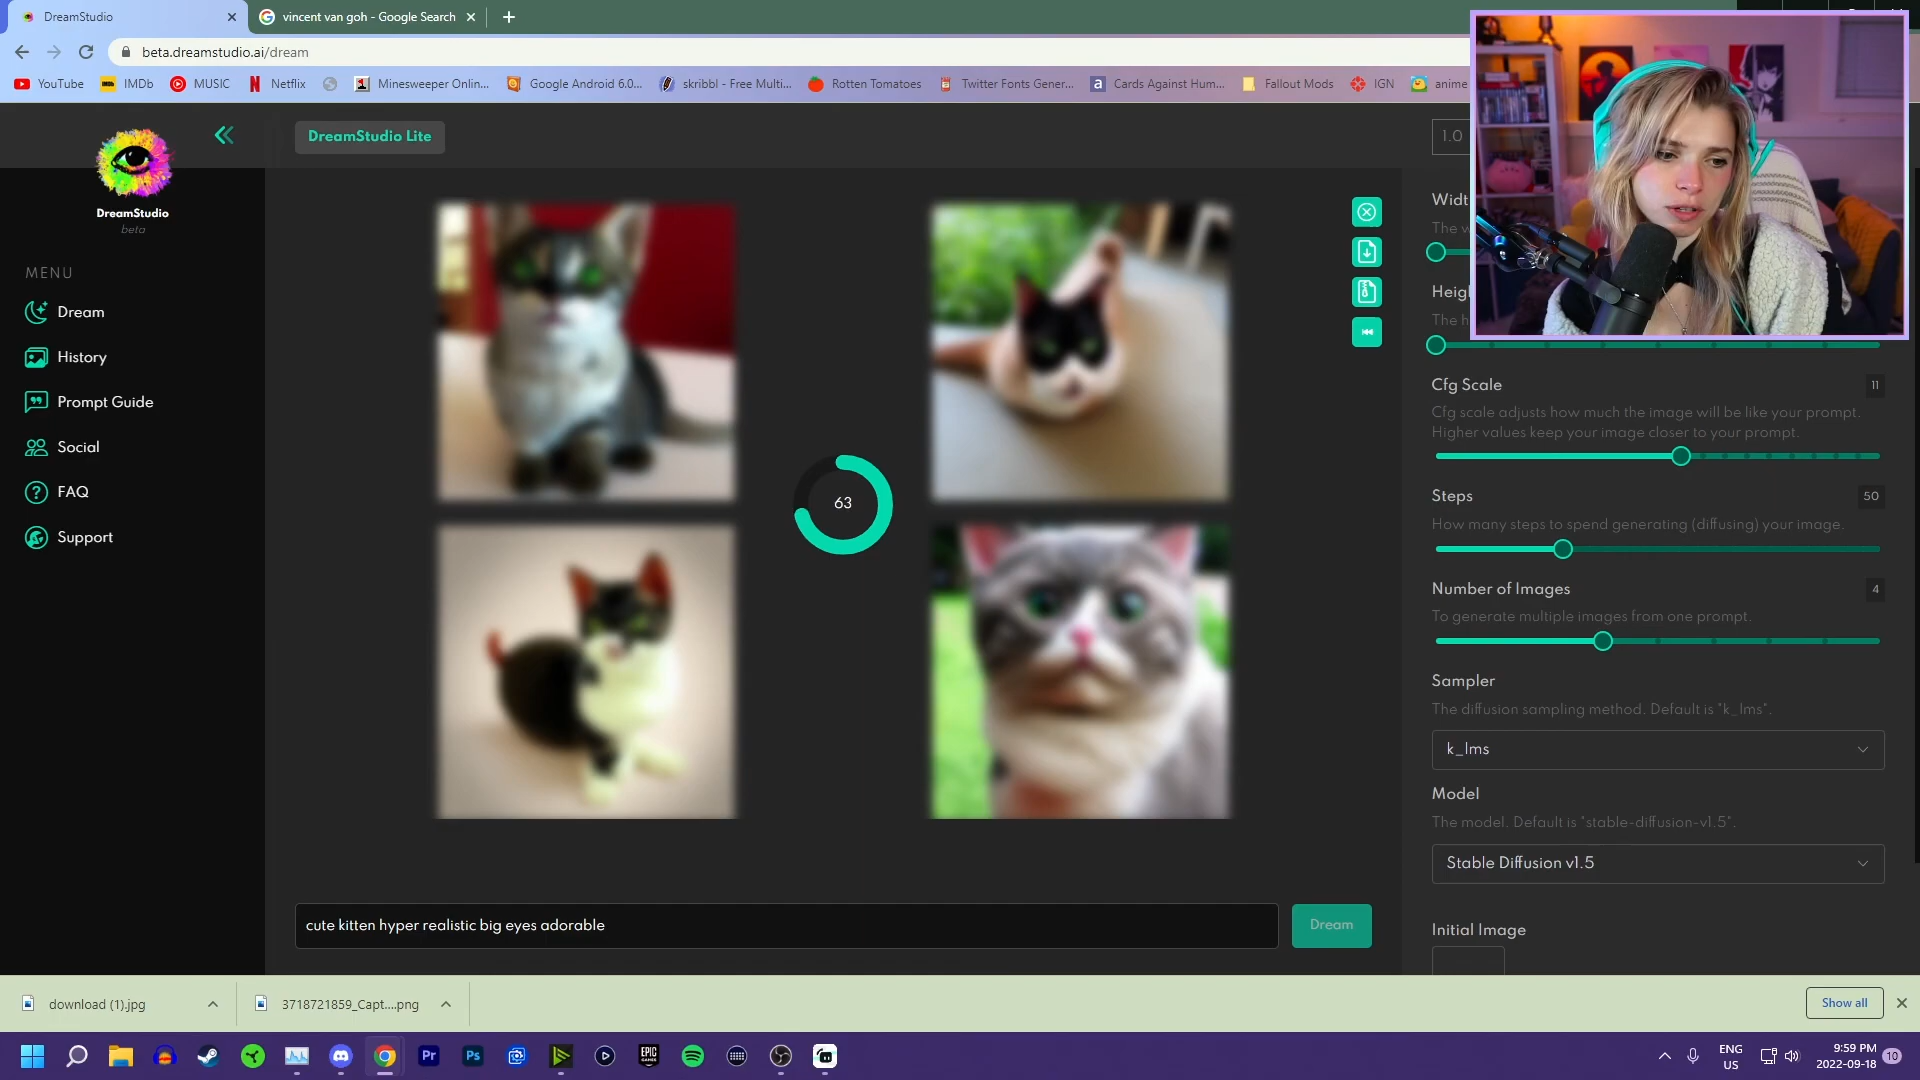 DreamStudio
vincent van goh - Google Search
beta.dreamstudio.ai/dream
YouTube
IMDb
MUSIC
Netflix
Minesweeper Onlin...
Google Android 6.0...
skribbl - Free Multi...
Rotten Tomatoes
Twitter Fonts Gener...
Cards Against Hum...
Fallout Mods
IGN
anime
DreamStudio
beta
MENU
Dream
History
Prompt Guide
Social
FAQ
Support
DreamStudio Lite
63
cute kitten hyper realistic big eyes adorable
Dream
1.0
Widt
The w
Heigh
The h
Cfg Scale
11
Cfg scale adjusts how much the image will be like your prompt.
Higher values keep your image closer to your prompt.
Steps
50
How many steps to spend generating (diffusing) your image.
Number of Images
4
To generate multiple images from one prompt.
Sampler
The diffusion sampling method. Default is "k_lms".
k_lms
Model
The model. Default is "stable-diffusion-v1.5".
Stable Diffusion v1.5
Initial Image
download (1).jpg
3718721859_Capt....png
Show all
Pr
Ps
EPIC
GAMES
ENG
US
9:59 PM
2022-09-18
10